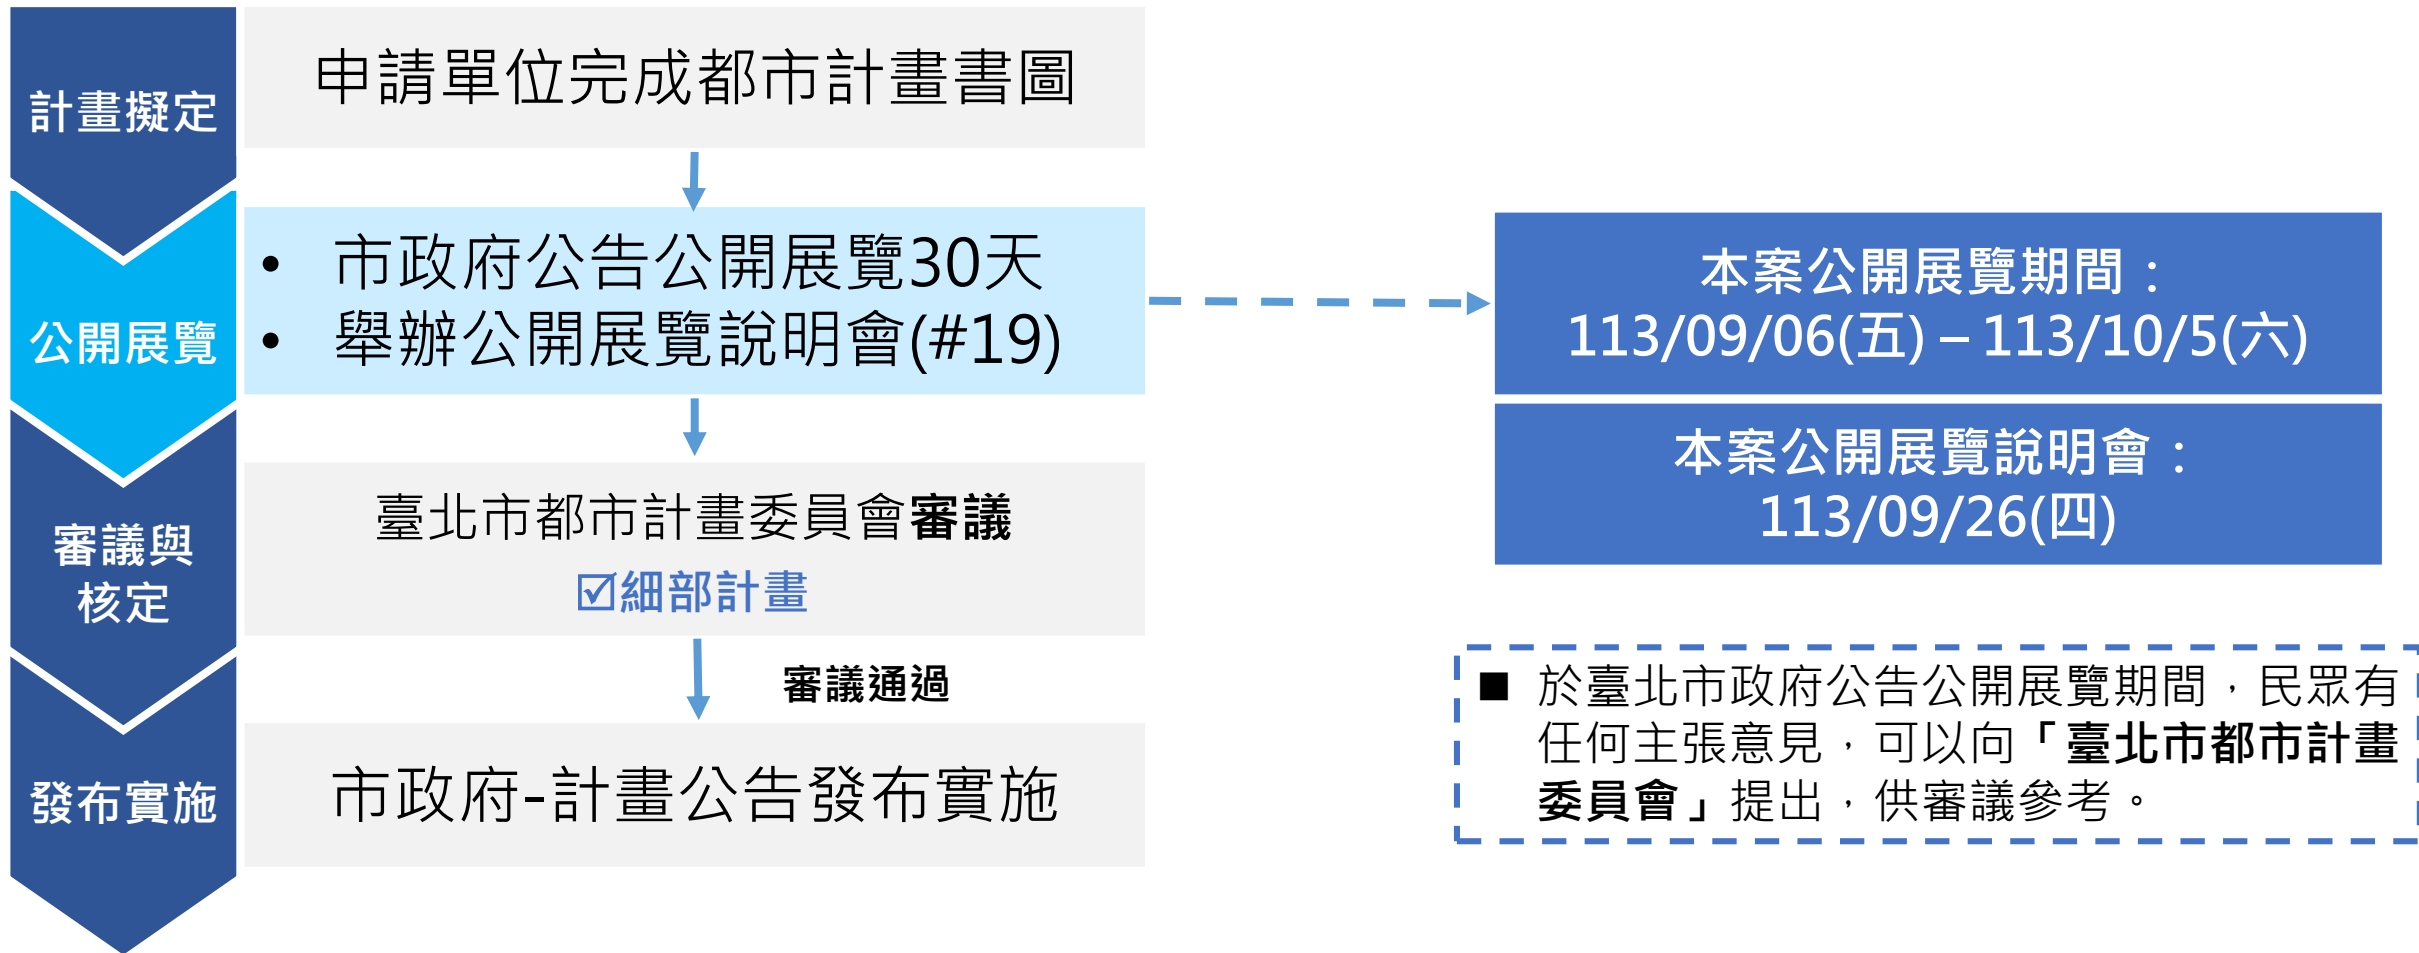 計畫擬定
申請單位完成都市計畫書圖
公開展覽
• 市政府公告公開展覽30天
• 舉辦公開展覽說明會(#19)
本案公開展覽期間：
113/09/06(五) – 113/10/5(六)
本案公開展覽說明會：
113/09/26(四)
審議與
核定
臺北市都市計畫委員會審議
☑細部計畫
審議通過
■ 於臺北市政府公告公開展覽期間，民眾有
任何主張意見，可以向「臺北市都市計畫
委員會」提出，供審議參考。
發布實施
市政府-計畫公告發布實施